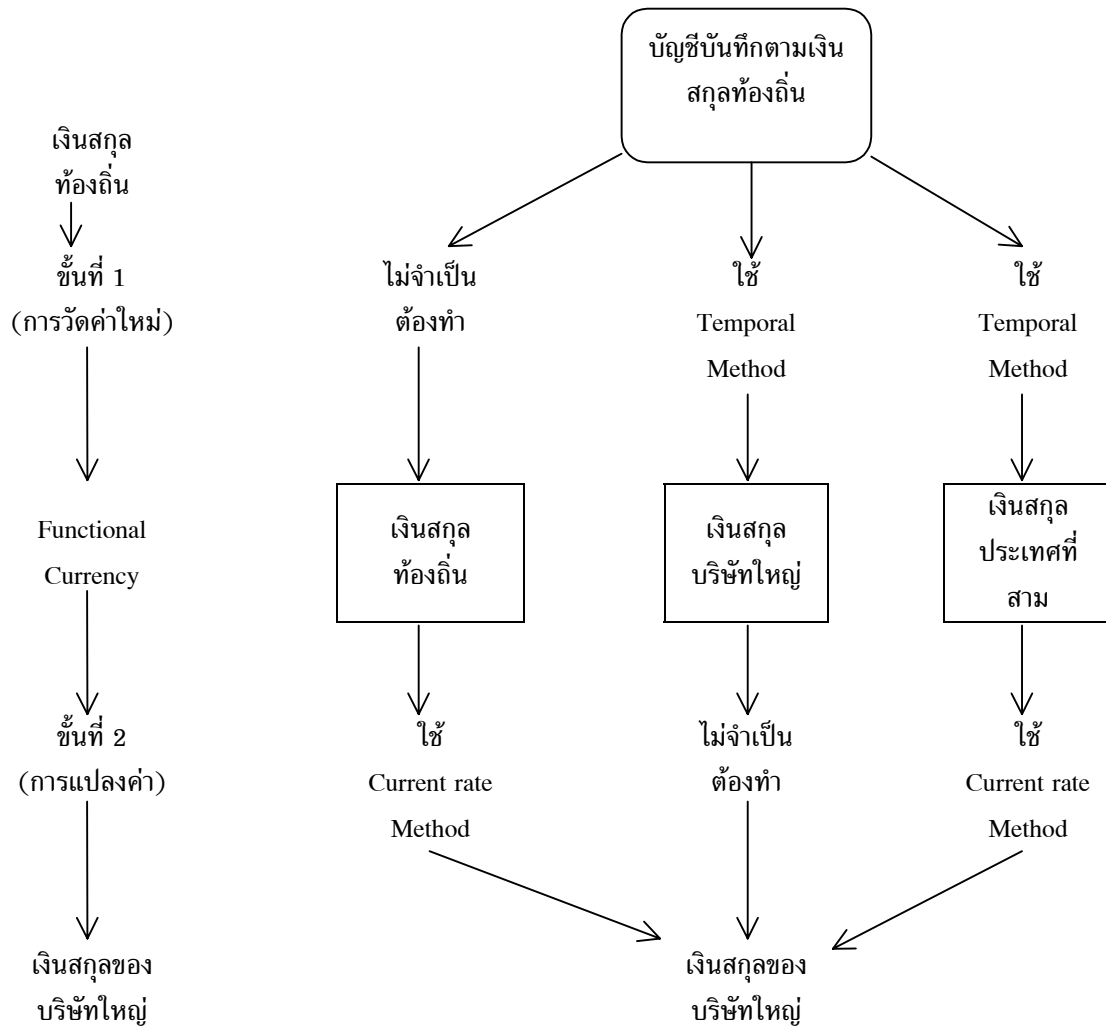 บัญชีบันทึกตามเงิน
สกุลท้องถิ่น
เงินสกุล
ท้องถิ่น
ขั้นที่ 1
(การวัดค่าใหม่)
ไม่จำเป็น
ต้องทำ
ใช้
Temporal
Method
ใช้
Temporal
Method
Functional
Currency
เงินสกุล
ท้องถิ่น
เงินสกุล
บริษัทใหญ่
เงินสกุล
ประเทศที่
สาม
ขั้นที่ 2
(การแปลงค่า)
ใช้
Current rate
Method
ไม่จำเป็น
ต้องทำ
ใช้
Current rate
Method
เงินสกุลของ
บริษัทใหญ่
เงินสกุลของ
บริษัทใหญ่